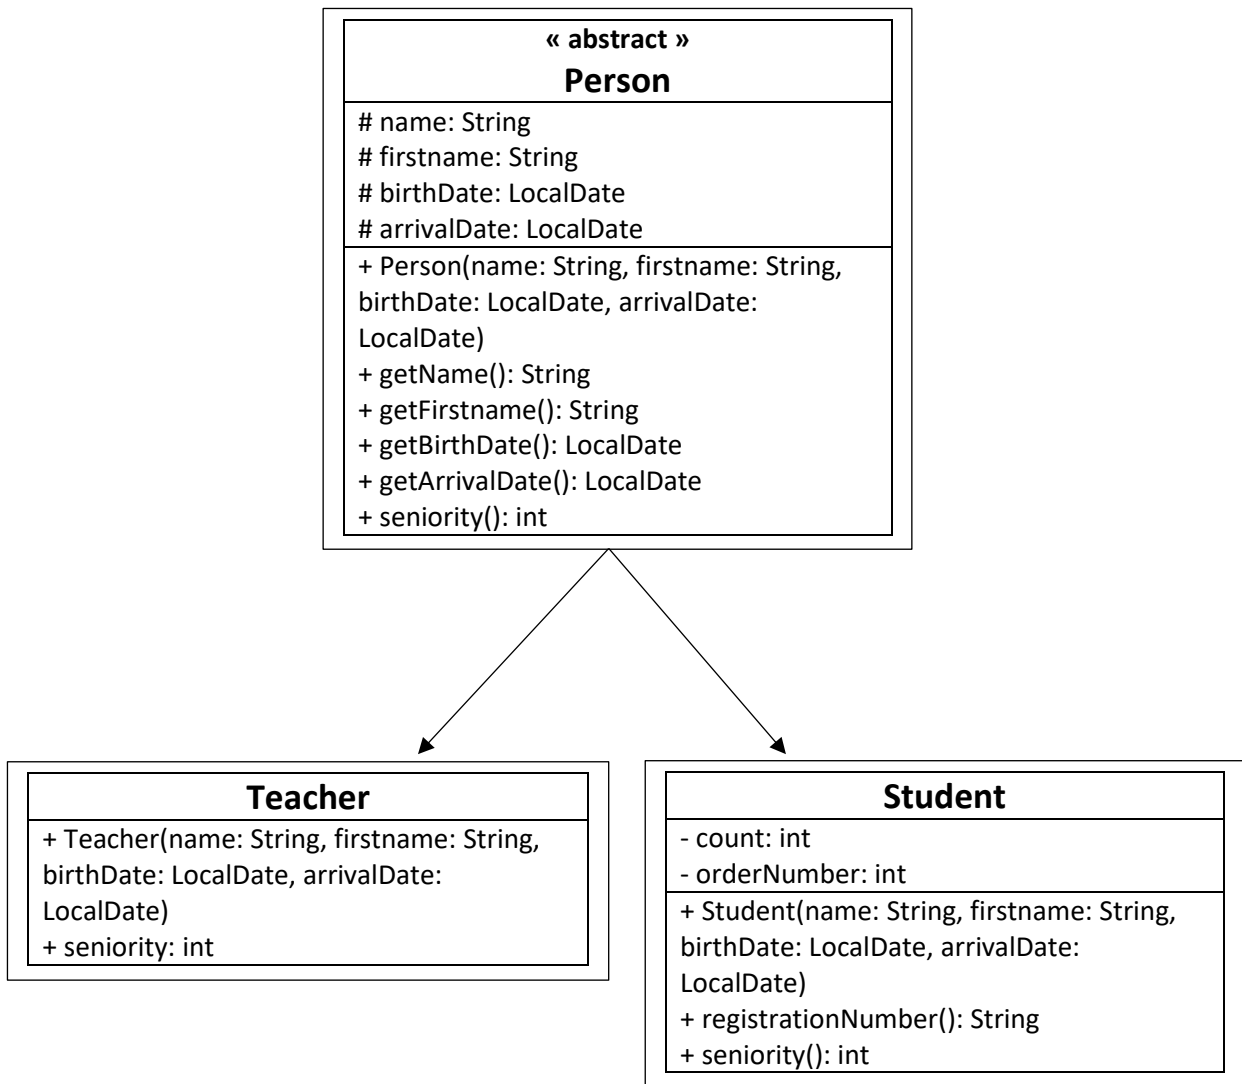 « abstract »
Person
# name: String
# firstname: String
# birthDate: LocalDate
# arrivalDate: LocalDate
+ Person(name: String, firstname: String,
birthDate: LocalDate, arrivalDate:
LocalDate)
+ getName(): String
+ getFirstname(): String
+ getBirthDate(): LocalDate
+ getArrivalDate(): LocalDate
+ seniority(): int
Teacher
+ Teacher(name: String, firstname: String,
birthDate: LocalDate, arrivalDate:
LocalDate)
+ seniority: int
Student
- count: int
- orderNumber: int
+ Student(name: String, firstname: String,
birthDate: LocalDate, arrivalDate:
LocalDate)
+ registrationNumber(): String
+ seniority(): int